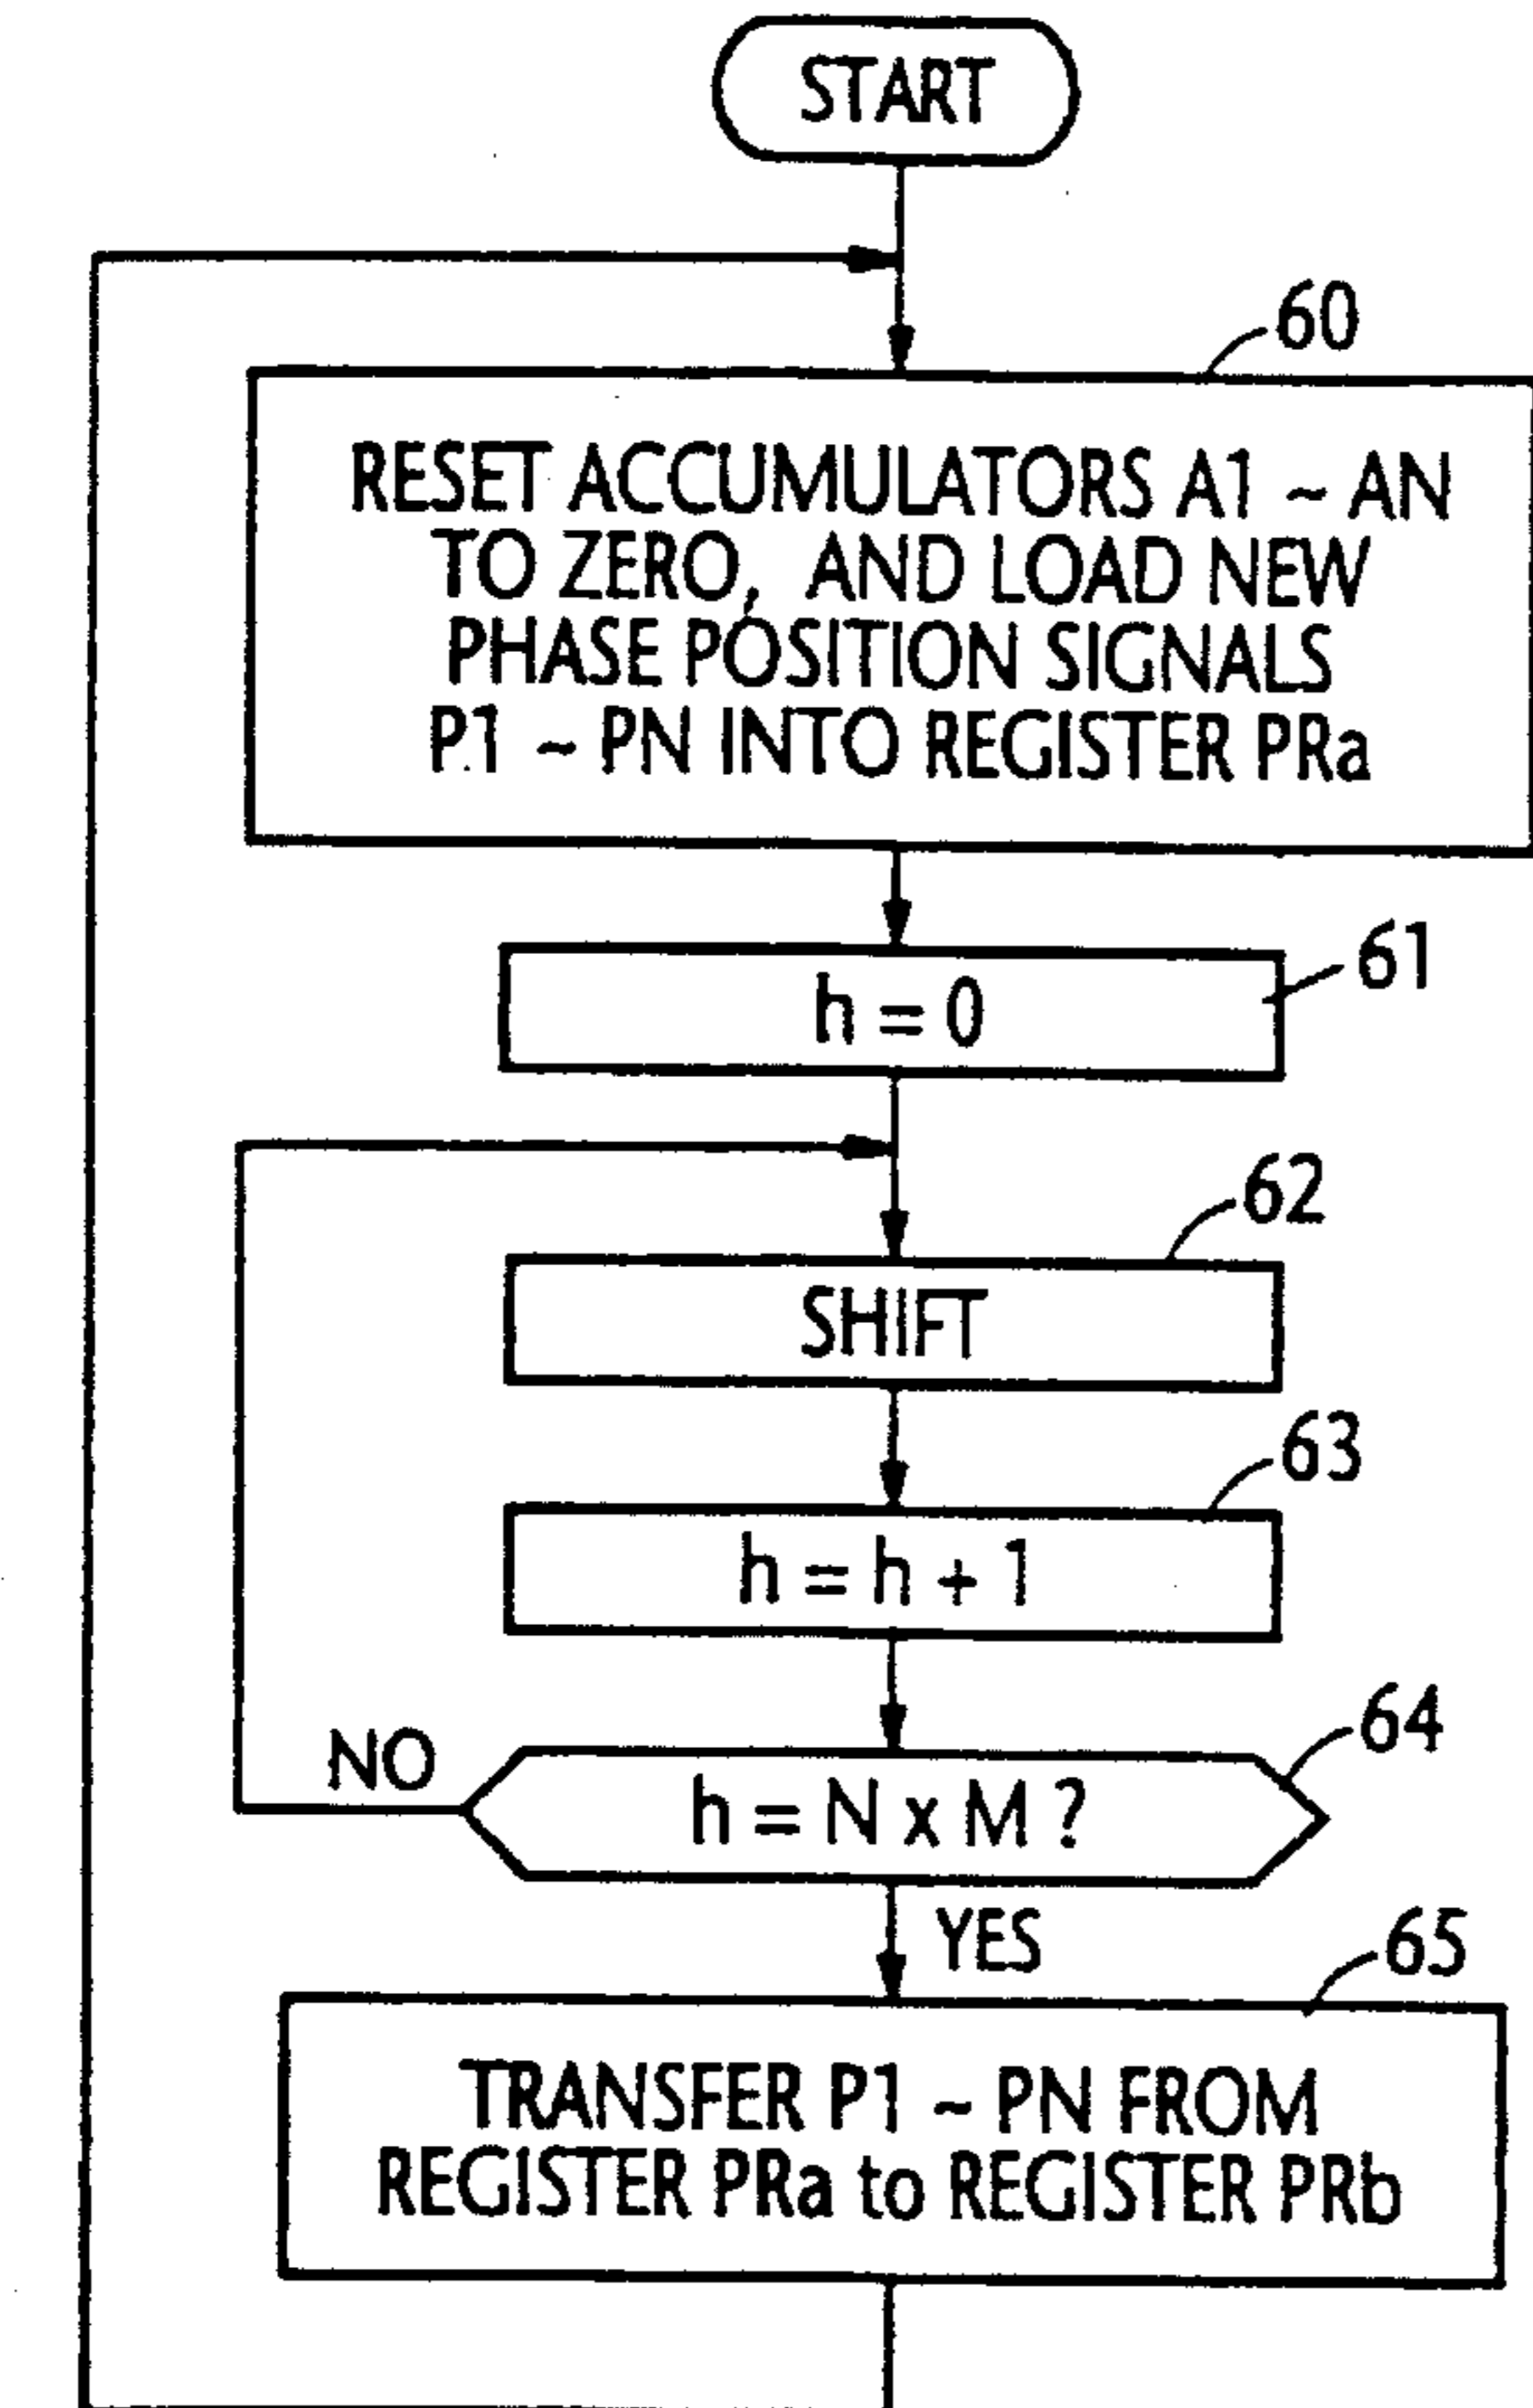 START
60
RESET ACCUMULATORS A1 ~ AN
TO ZERO, AND LOAD NEW
PHASE POSITION SIGNALS
P1 ~ PN INTO REGISTER PRa
61
h = 0
62
SHIFT
63
h = h + 1
64
NO
h = N x M ?
YES
65
TRANSFER P1 ~ PN FROM
REGISTER PRa to REGISTER PRb